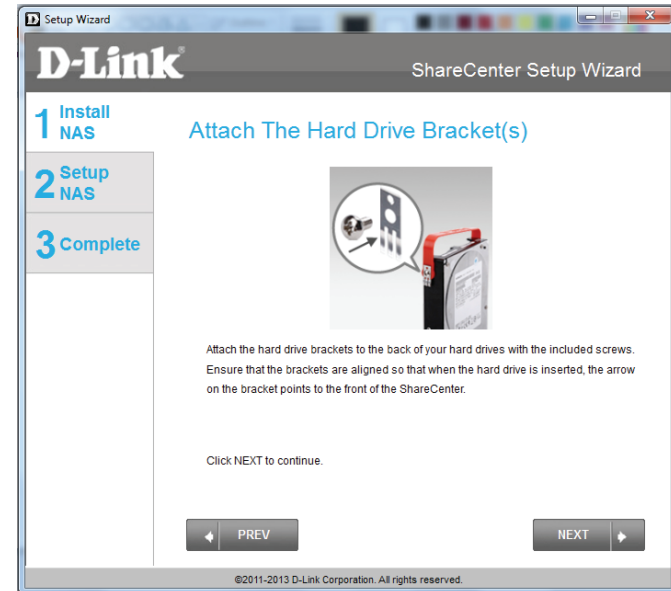 Setup Wizard
D-Link®
ShareCenter Setup Wizard
1 Install
NAS
2 Setup
NAS
3 Complete
Attach The Hard Drive Bracket(s)
Attach the hard drive brackets to the back of your hard drives with the included screws.
Ensure that the brackets are aligned so that when the hard drive is inserted, the arrow
on the bracket points to the front of the ShareCenter.
Click NEXT to continue.
PREV
NEXT
©2011-2013 D-Link Corporation. All rights reserved.